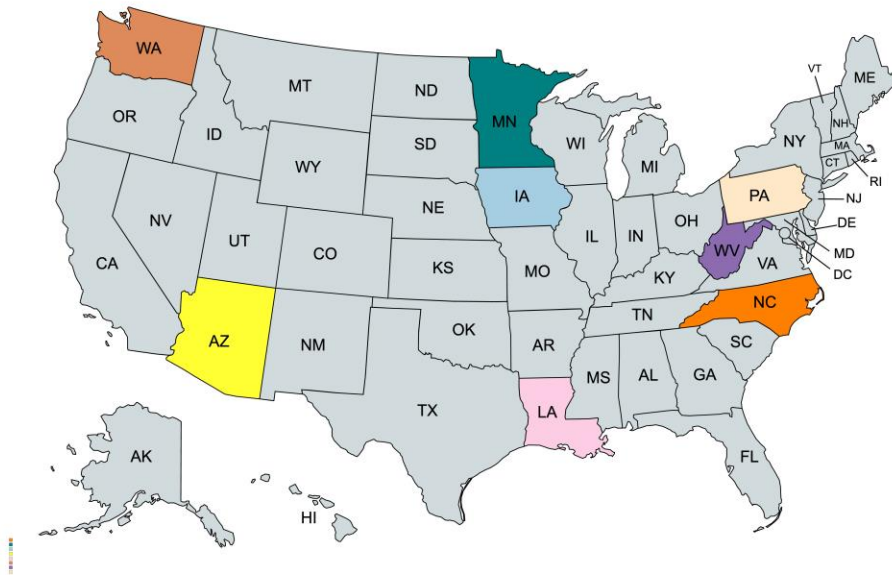 WA
MT
ND
MN
OR
ID
SD
WI
MI
NY
VT
NH
ME
MA
CT
RI
WY
IA
PA
NJ
NV
NE
OH
DE
UT
IL
IN
WV
MD
CA
CO
KS
MO
KY
VA
DC
AZ
NM
OK
TN
NC
AR
SC
TX
MS
AL
GA
LA
AK
HI
FL